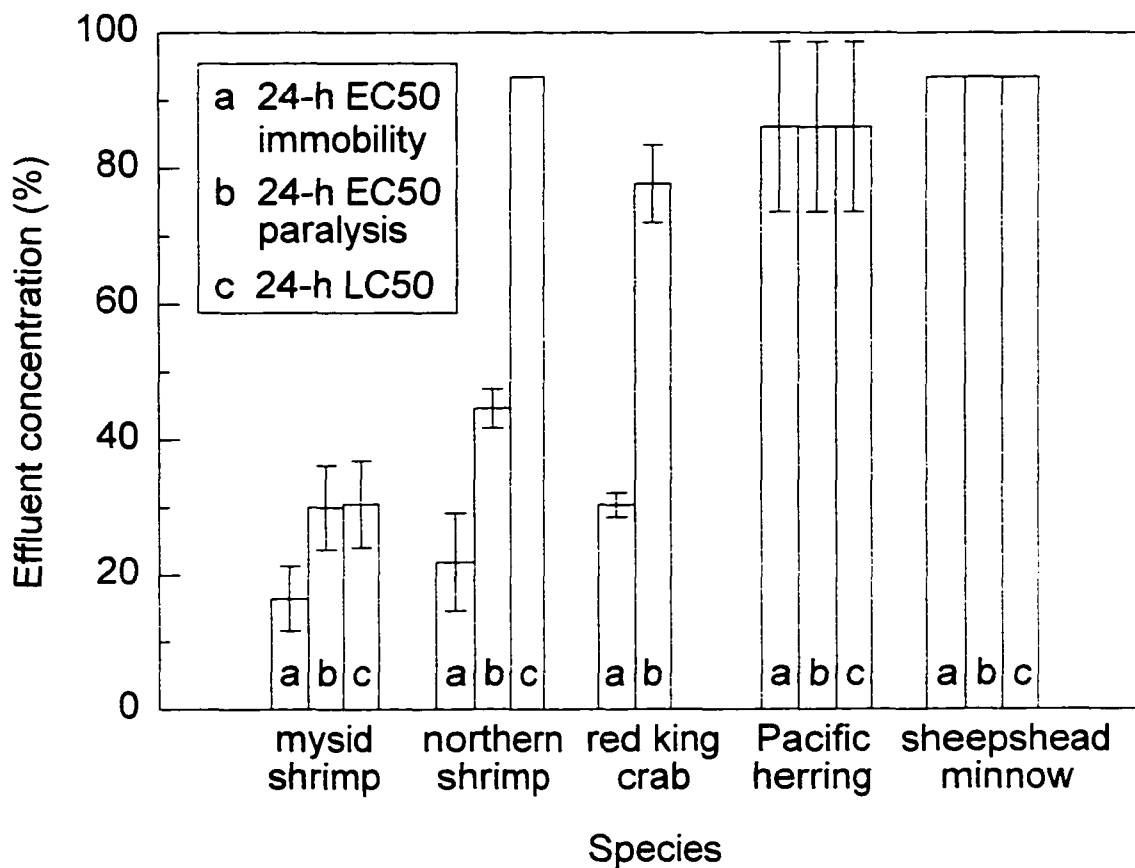 Effluent concentration (%)
100
80
60
40
20
0
a 24-h EC50
immobility
b 24-h EC50
paralysis
c 24-h LC50
a b c
a b c
a b
a b c
a b c
mysid
shrimp
northern
shrimp
red king
crab
Pacific
herring
sheepshead
minnow
Species